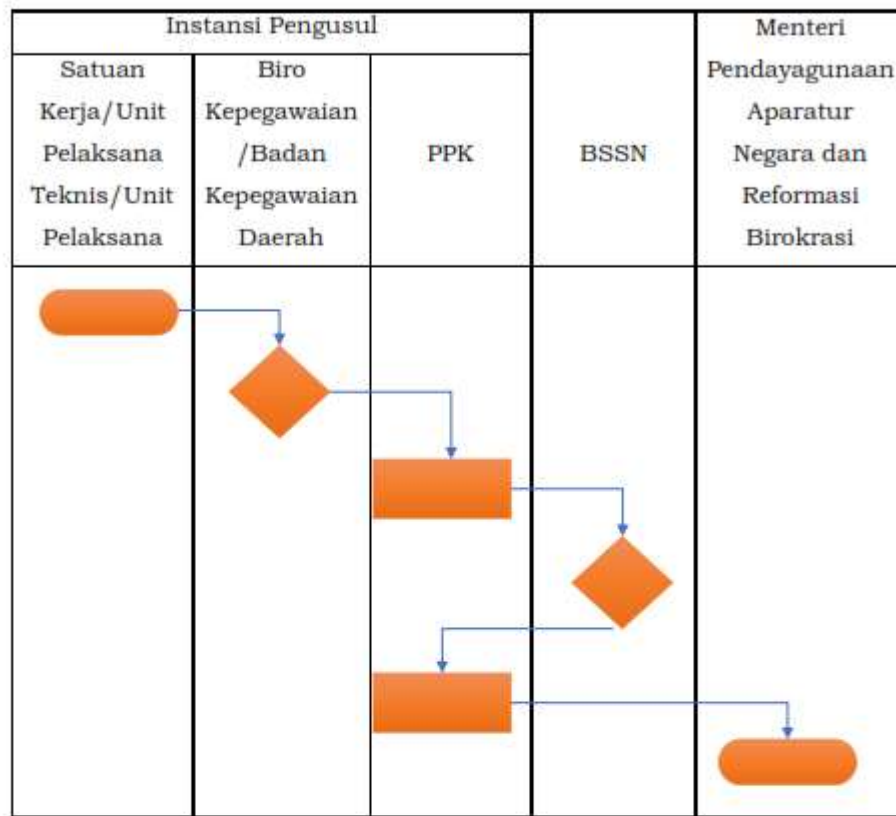 Instansi Pengusul
Satuan
Kerja/Unit
Pelaksana
Teknis/Unit
Pelaksana
Biro
Kepegawaian
/Badan
Kepegawaian
Daerah
PPK
BSSN
Menteri
Pendayagunaan
Aparatur
Negara dan
Reformasi
Birokrasi